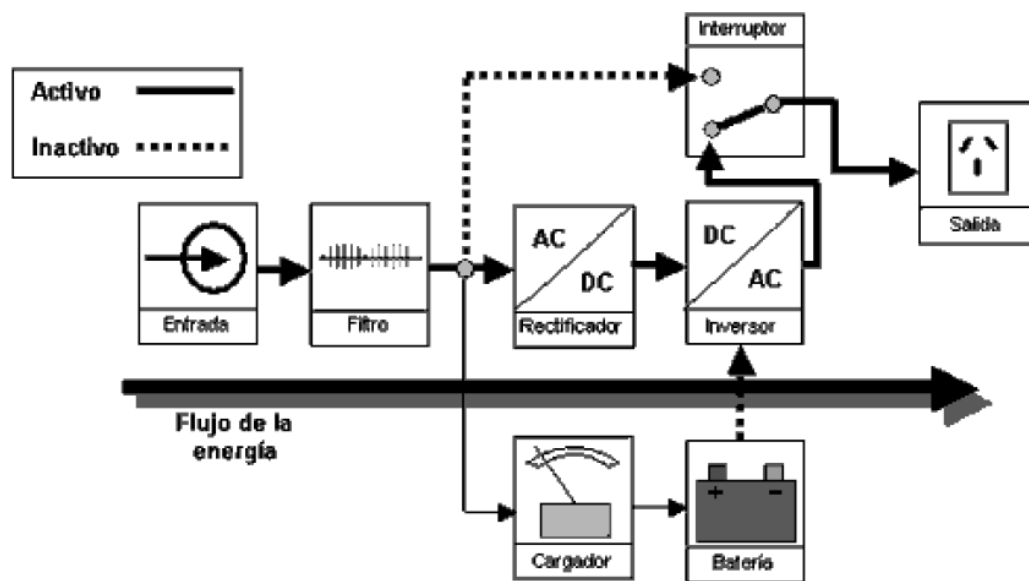 Interruptor
Activo
Inactivo
Salida
AC
DC
DC
AC
Entrada
Filtro
Rectificador
Inversor
Flujo de la
energía
+ -
Cargador
Batería